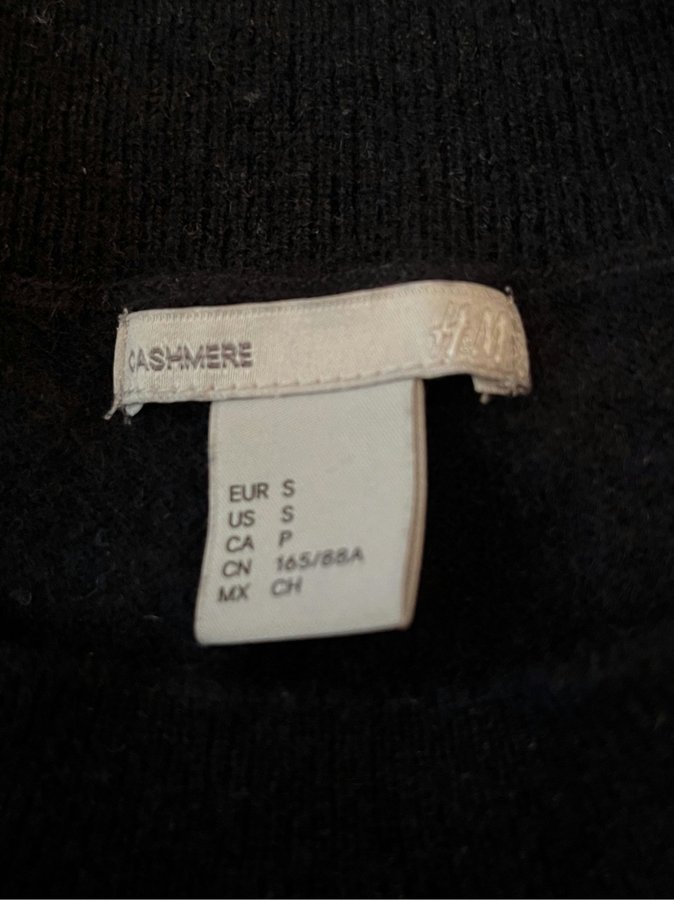 CASHMERE H&M
EUR S
US S
CA P
CN 165/88A
MX CH